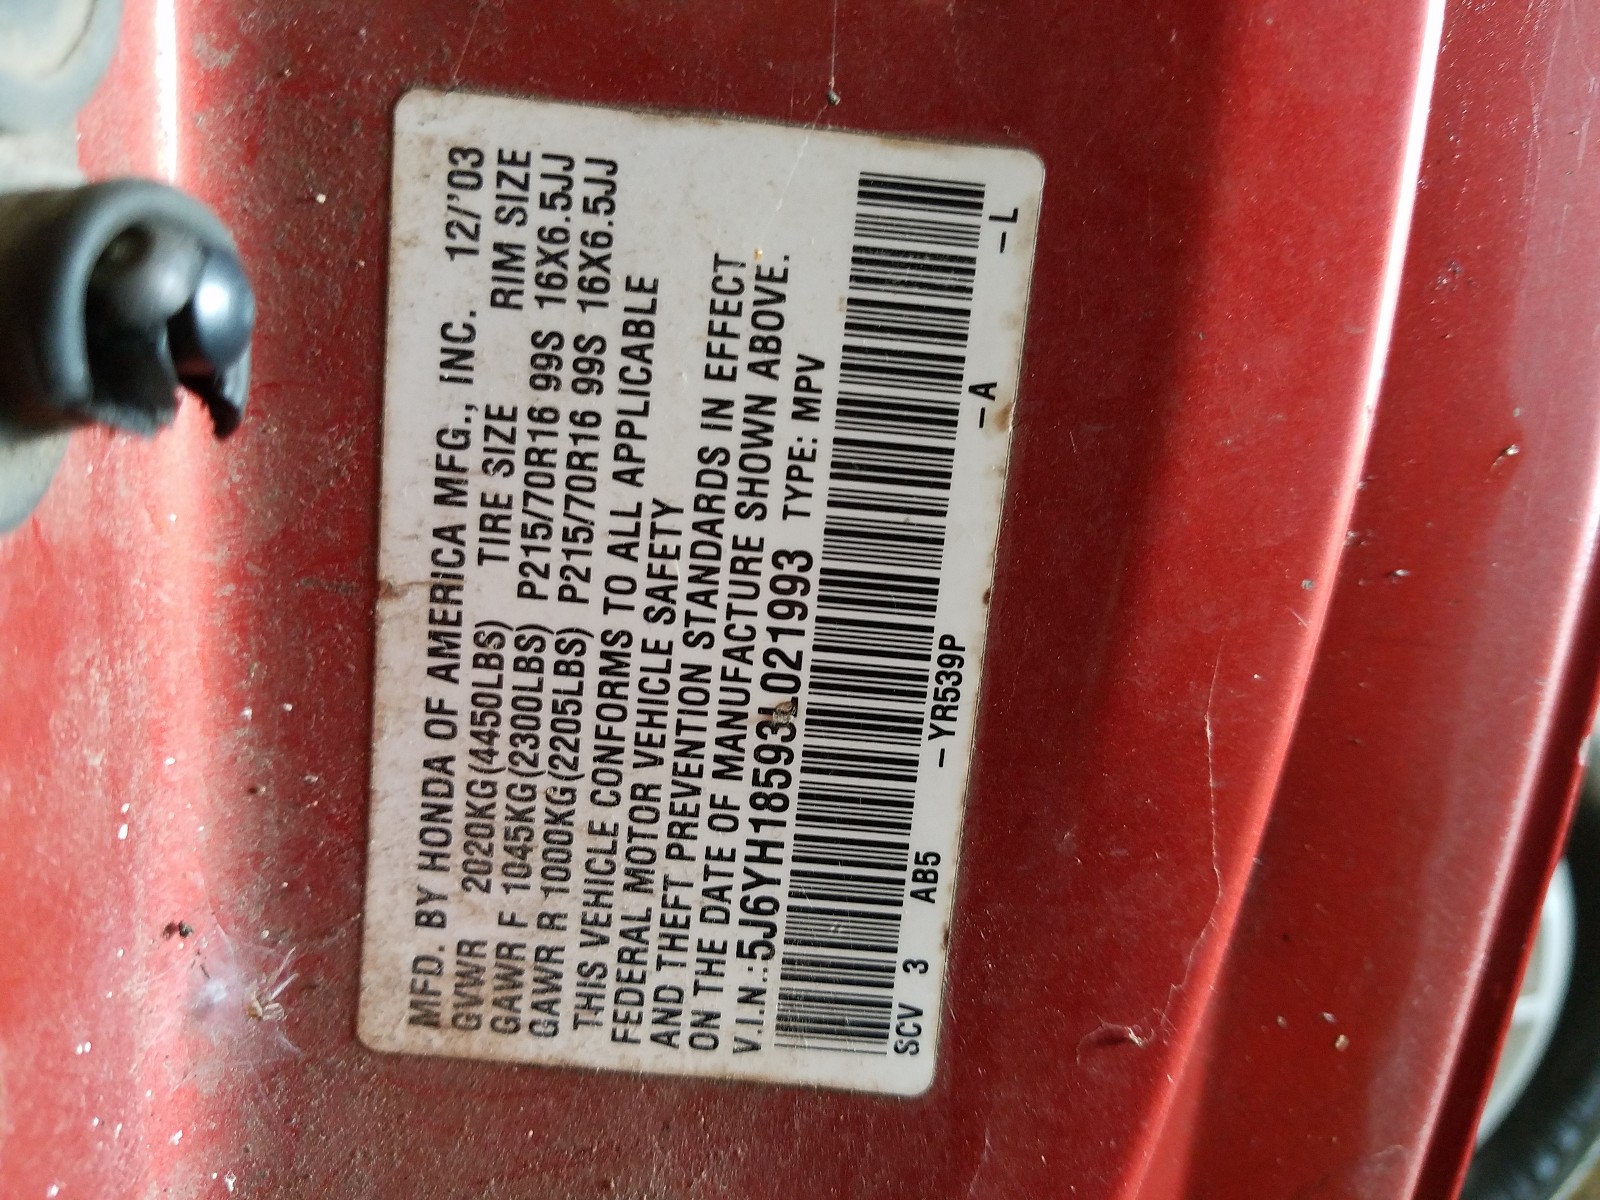 MFD. BY HONDA OF AMERICA MFG., INC. 12/'03
GVWR 2020KG(4450LBS) TIRE SIZE RIM SIZE
GAWR F 1045KG(2300LBS) P215/70R16 99S 16X6.5JJ
GAWR R 1000KG(2205LBS) P215/70R16 99S 16X6.5JJ
THIS VEHICLE CONFORMS TO ALL APPLICABLE
FEDERAL MOTOR VEHICLE SAFETY
AND THEFT PREVENTION STANDARDS IN EFFECT
ON THE DATE OF MANUFACTURE SHOWN ABOVE.
V.I.N.:5J6YH18593L021993 TYPE: MPV
SCV 3 AB5 –YR539P –A –L